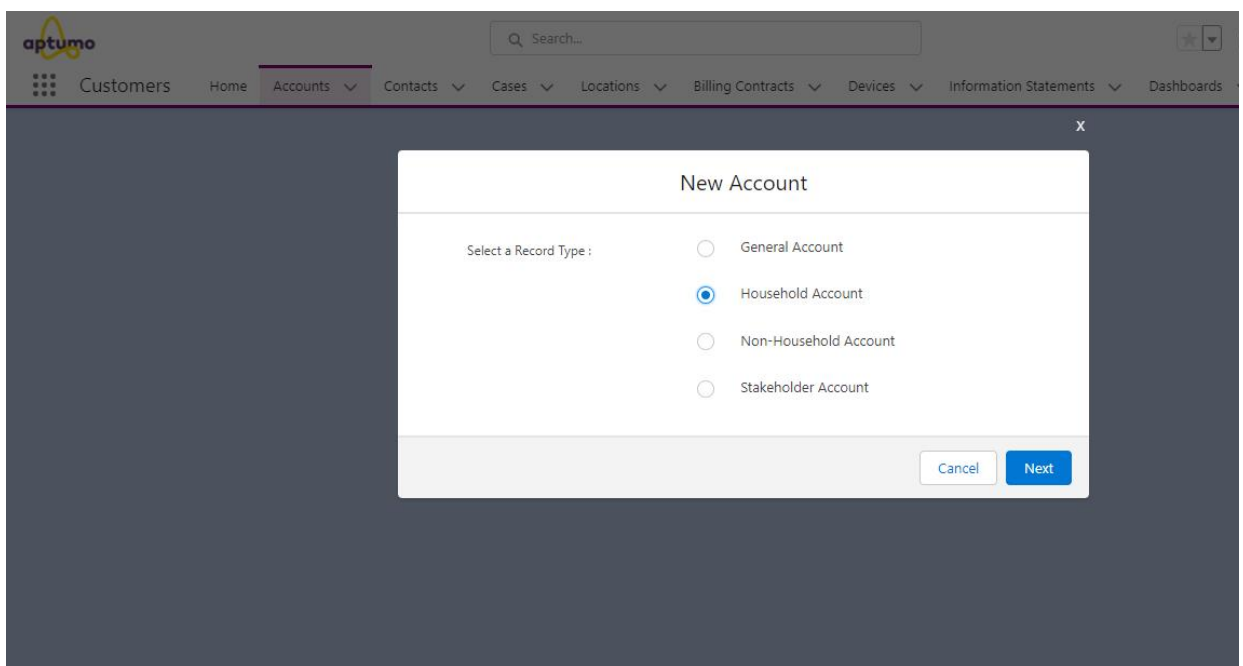 aptumo
Search...
Customers Home Accounts Contacts Cases Locations Billing Contracts Devices Information Statements Dashboards
x
New Account
Select a Record Type :
General Account
Household Account
Non-Household Account
Stakeholder Account
Cancel Next